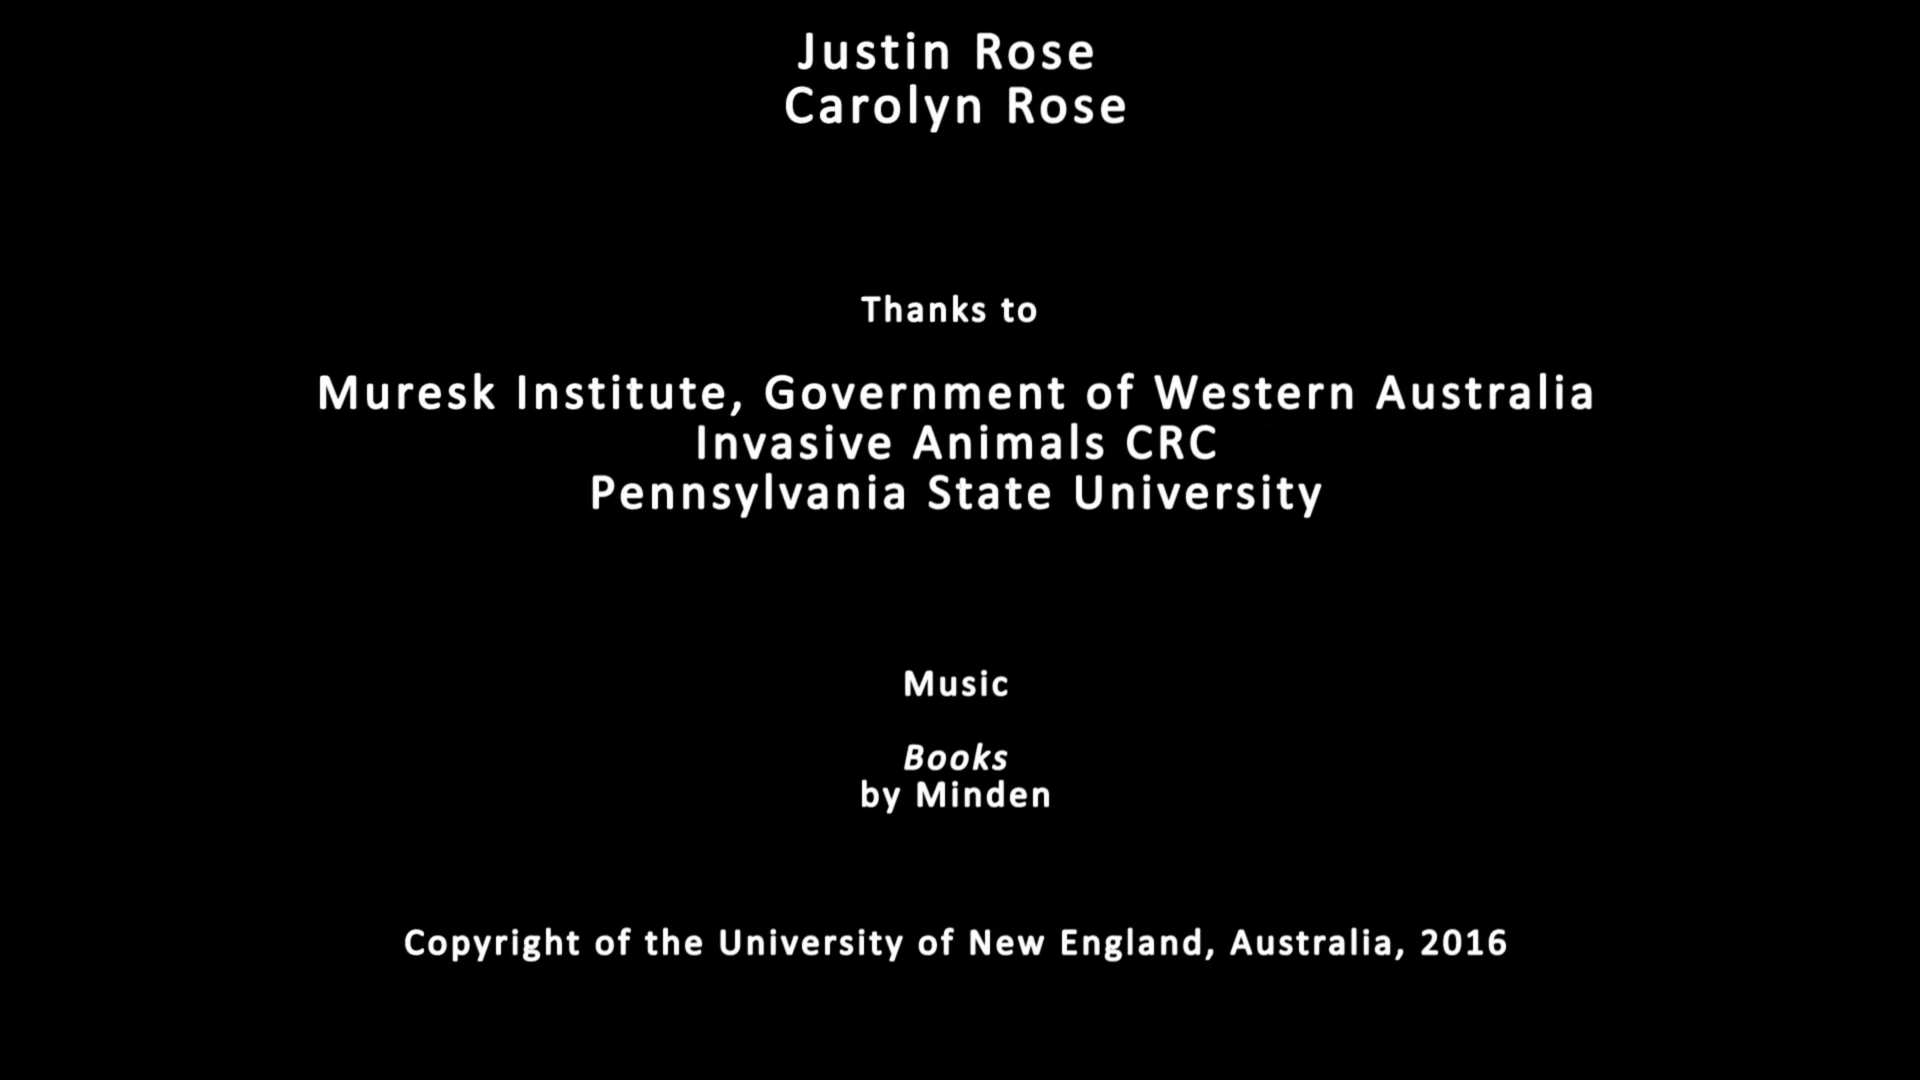 Justin Rose
Carolyn Rose
Thanks to
Muresk Institute, Government of Western Australia
Invasive Animals CRC
Pennsylvania State University
Music
Books
by Minden
Copyright of the University of New England, Australia, 2016